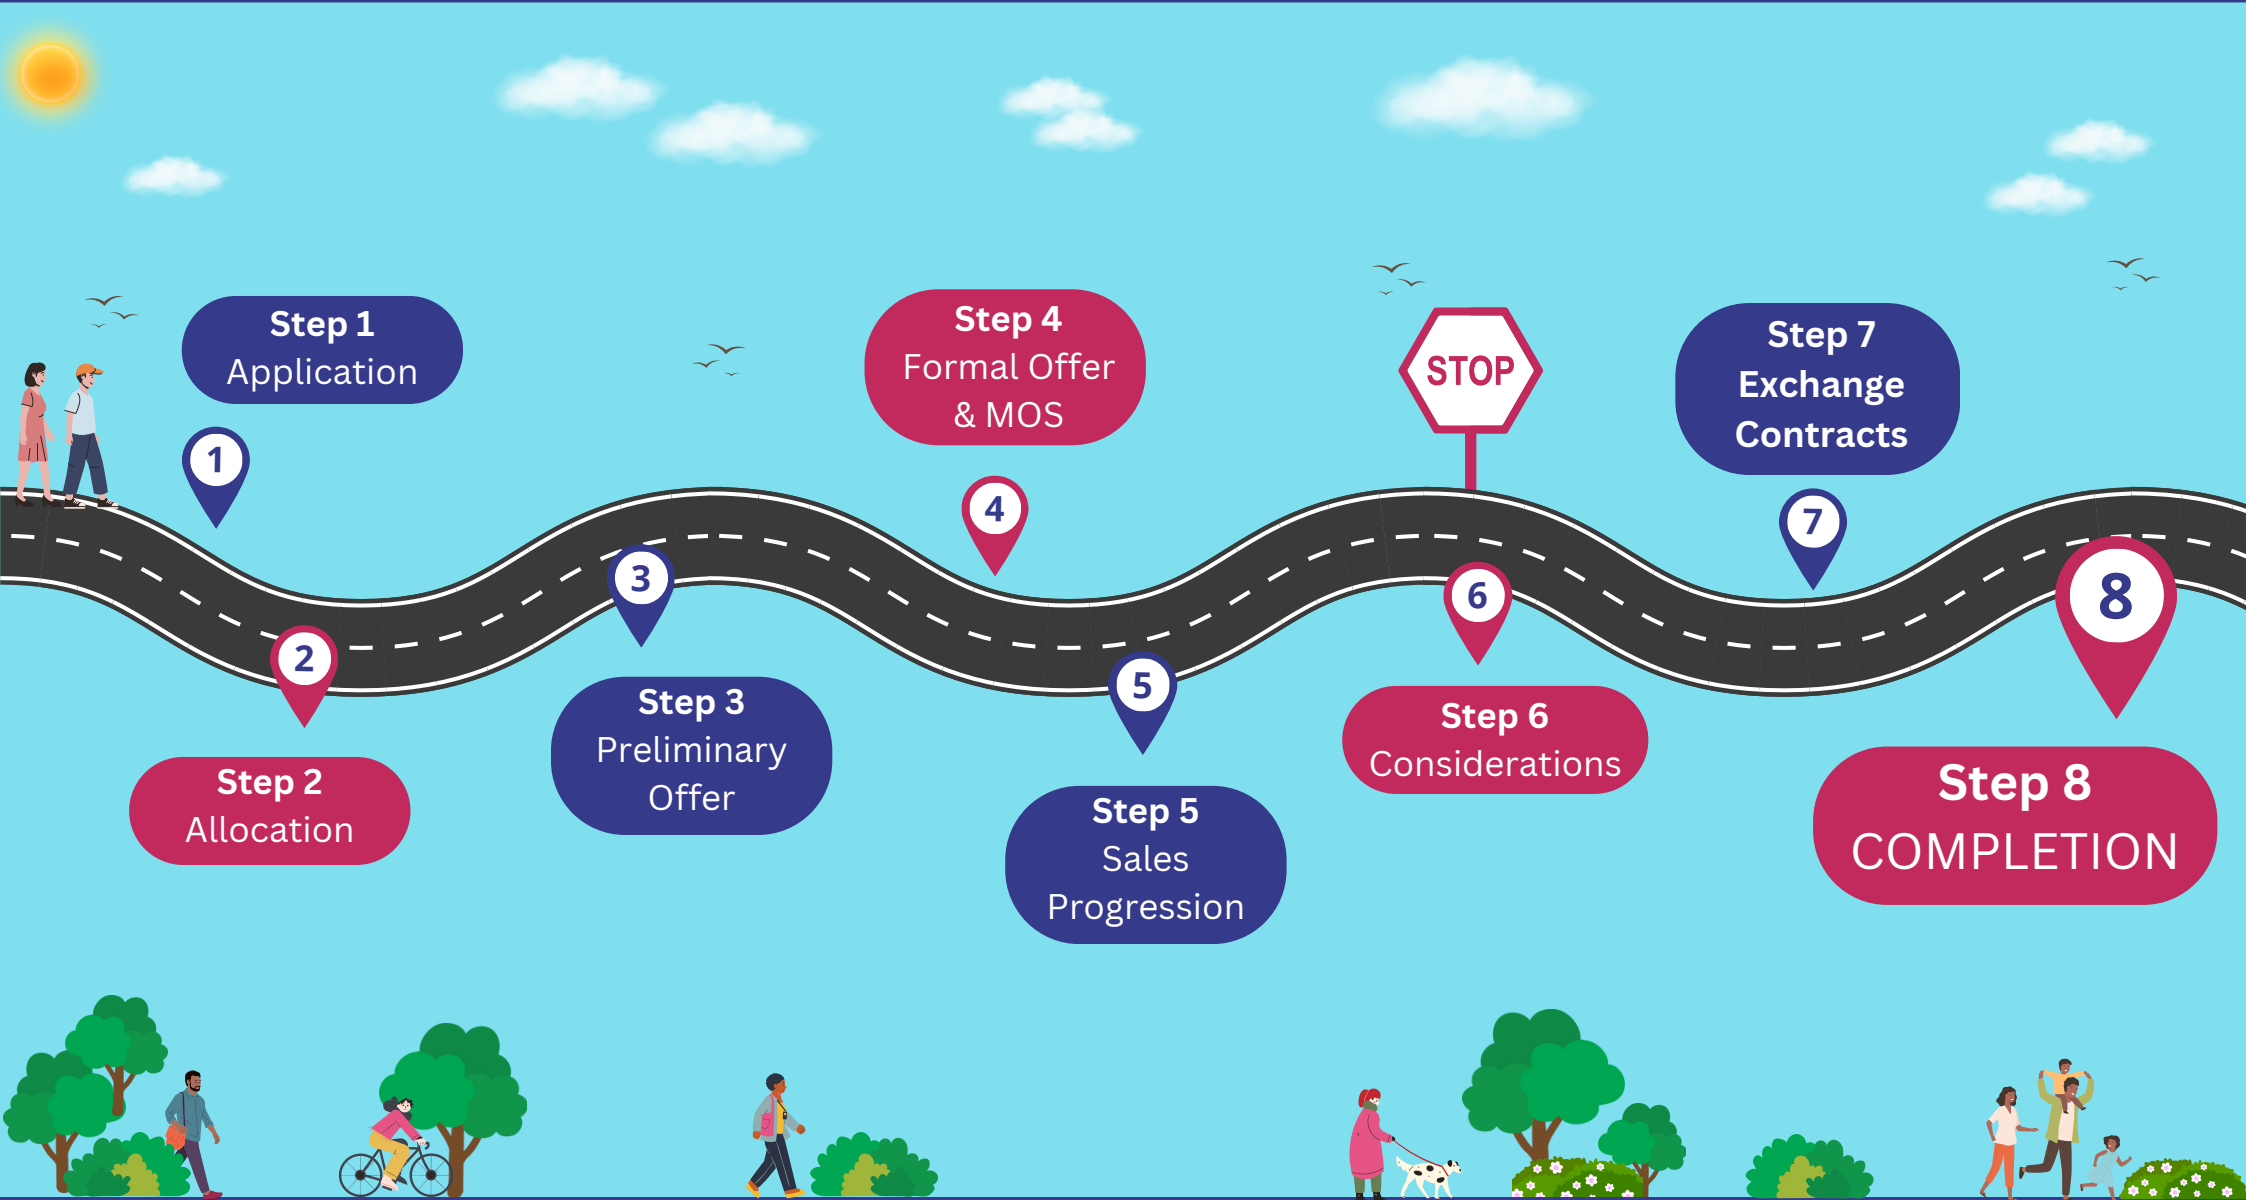 Step 1
Application
1
2
Step 2
Allocation
3
Step 3
Preliminary
Offer
Step 4
Formal Offer
& MOS
4
5
Step 5
Sales
Progression
STOP
6
Step 6
Considerations
Step 7
Exchange
Contracts
7
8
Step 8
COMPLETION